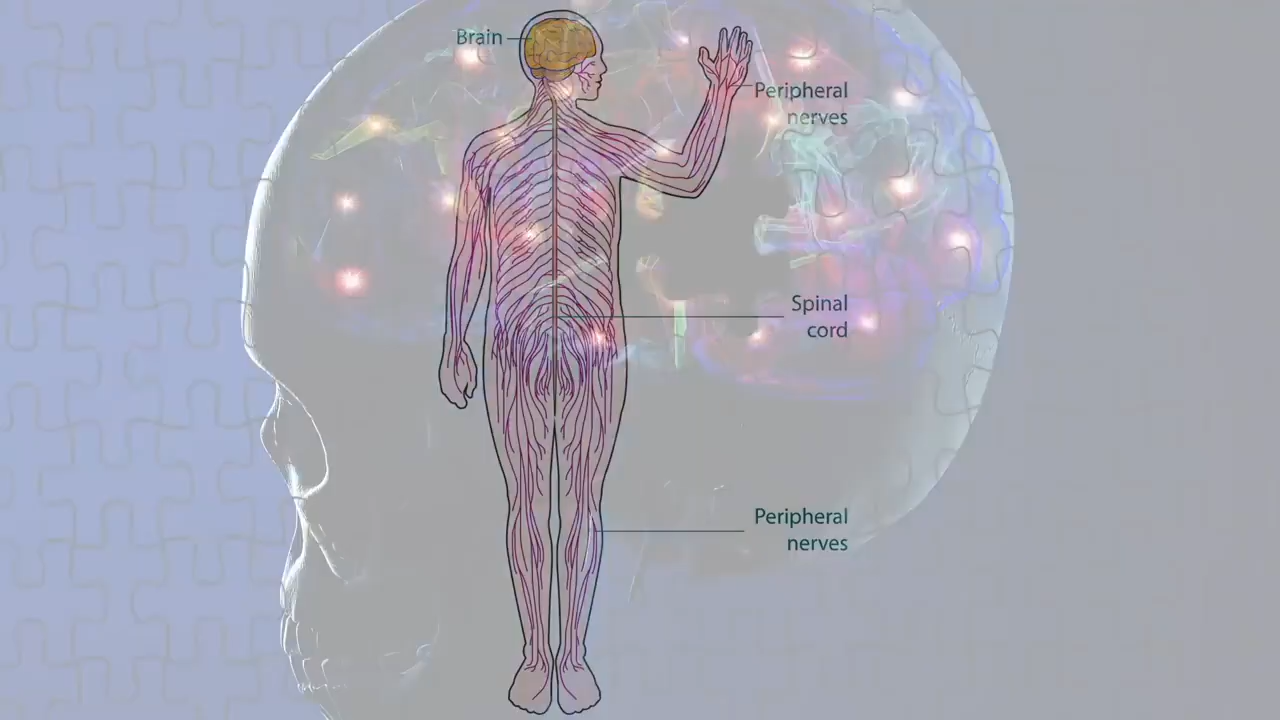 Brain
Peripheral
nerves
Spinal
cord
Peripheral
nerves